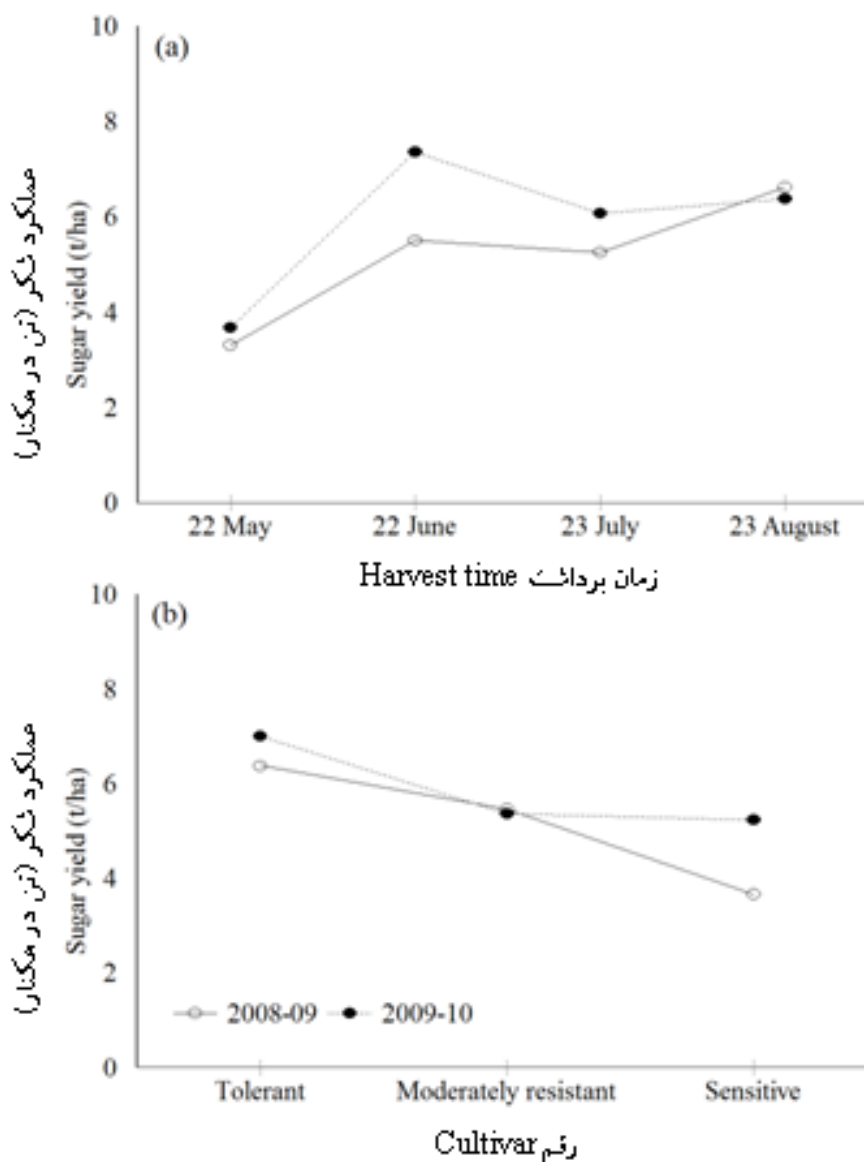 (a)
عملکرد شکر (تن در هکتار)
Sugar yield (t/ha)
10
8
6
4
2
0
22 May 22 June 23 July 23 August
Harvest time زمان برداشت
(b)
عملکرد شکر (تن در هکتار)
Sugar yield (t/ha)
10
8
6
4
2
0
2008-09 2009-10
Tolerant Moderately resistant Sensitive
Cultivar رقم